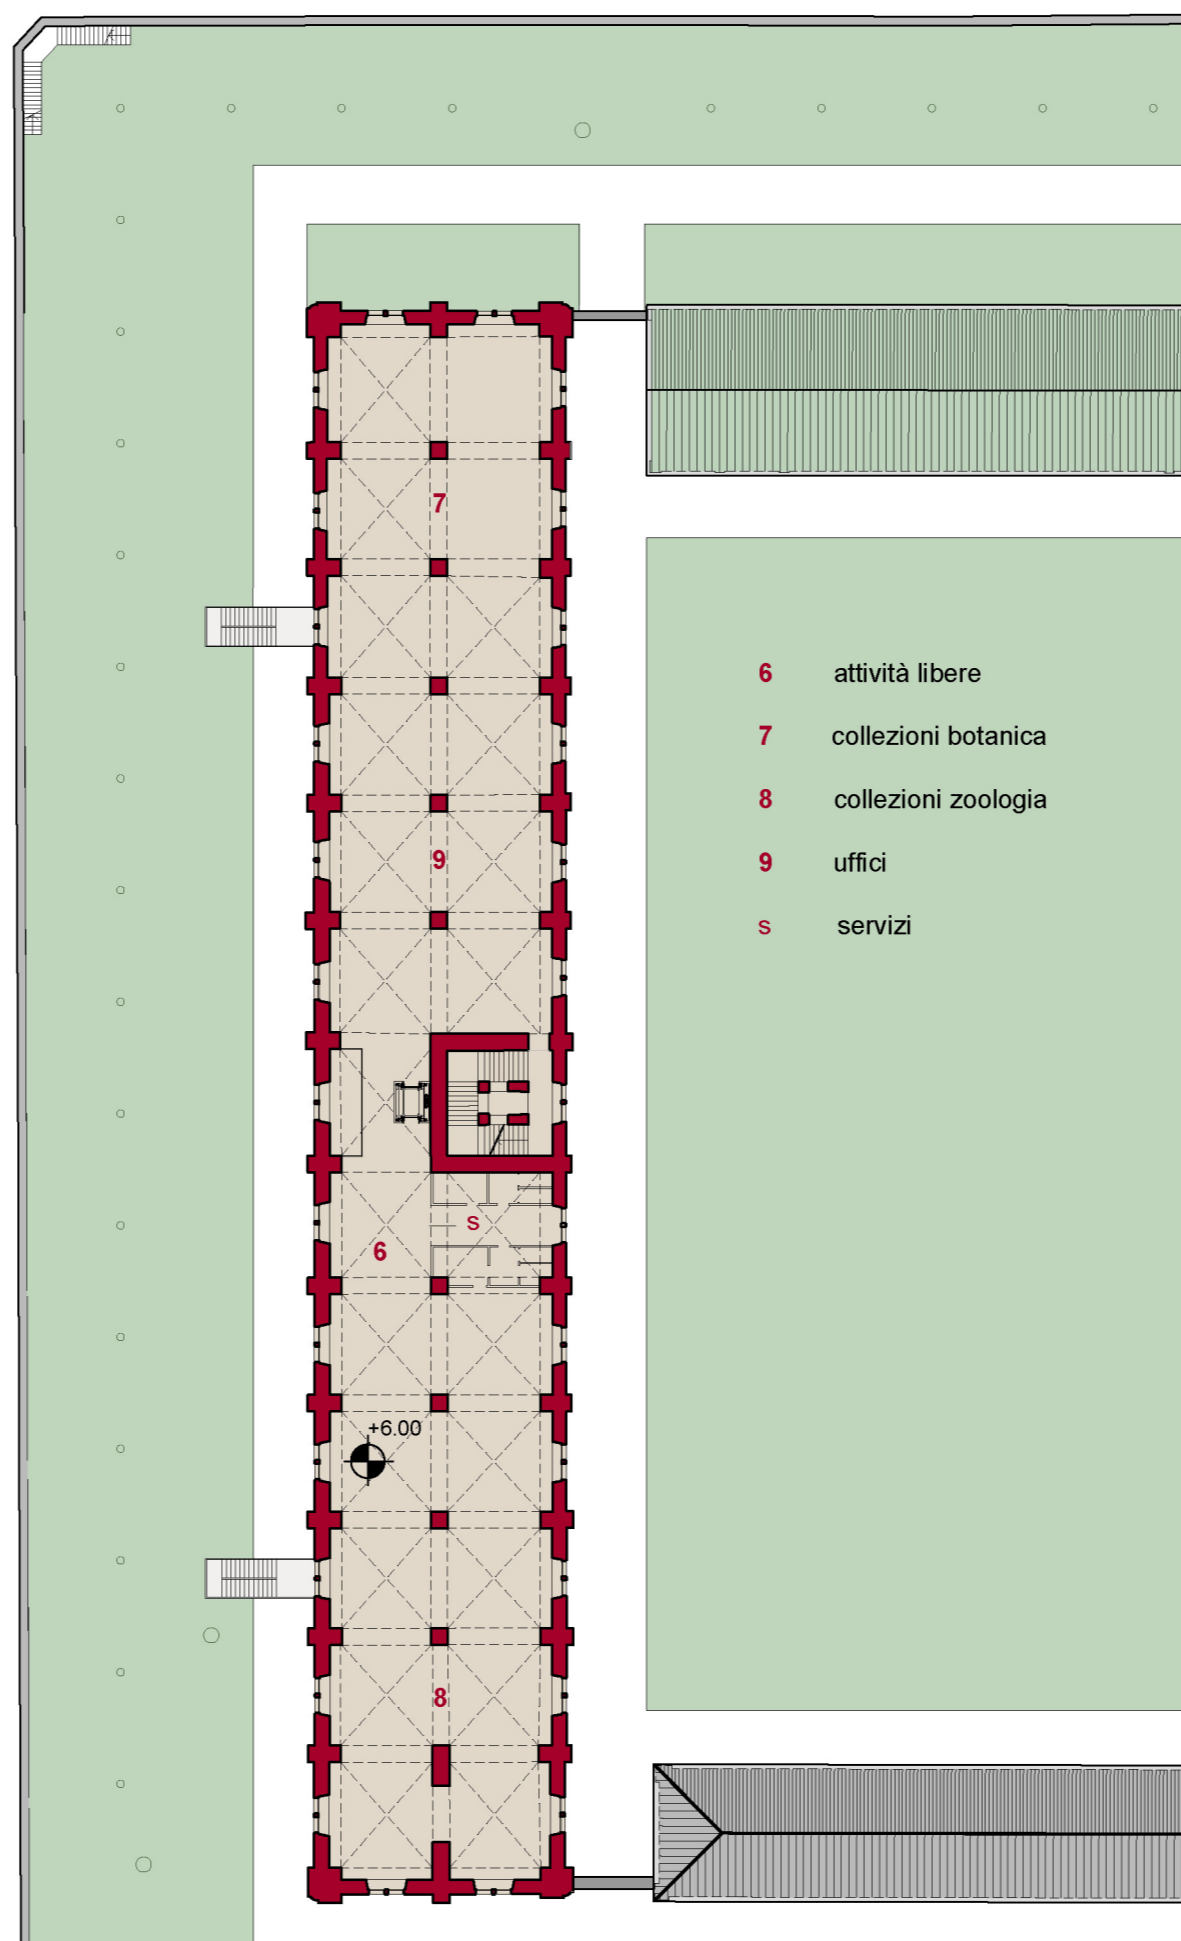 7
6 attività libere
7 collezioni botanica
8 collezioni zoologia
9 uffici
s servizi
9
s
6
+6.00
8